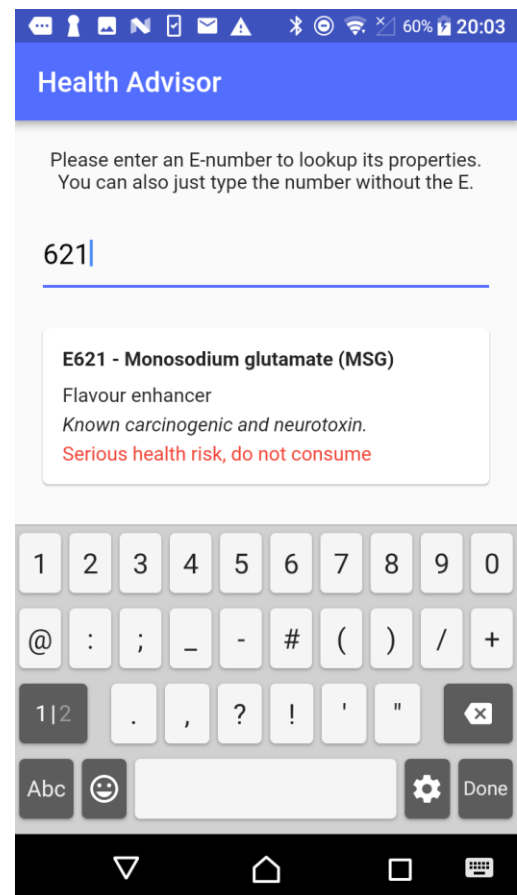 60% 20:03
Health Advisor
Please enter an E-number to lookup its properties.
You can also just type the number without the E.
621
E621 - Monosodium glutamate (MSG)
Flavour enhancer
Known carcinogenic and neurotoxin.
Serious health risk, do not consume
1 2 3 4 5 6 7 8 9 0
@ : ; _ - # ( ) / +
1|2 . , ? ! ' "
Abc Done